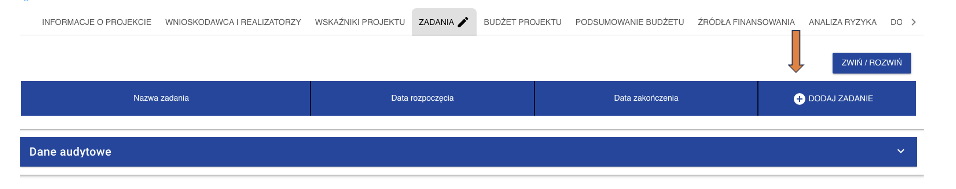 INFORMACJE O PROJEKCIE WNIOSKODAWCA I REALIZATORZY WSKAŹNIKI PROJEKTU ZADANIA BUDŻET PROJEKTU PODSUMOWANIE BUDŻETU ŹRÓDŁA FINANSOWANIA ANALIZA RYZYKA DO
ZWIŃ / ROZWIŃ
Nazwa zadania Data rozpoczęcia Data zakończenia DODAJ ZADANIE
Dane audytowe